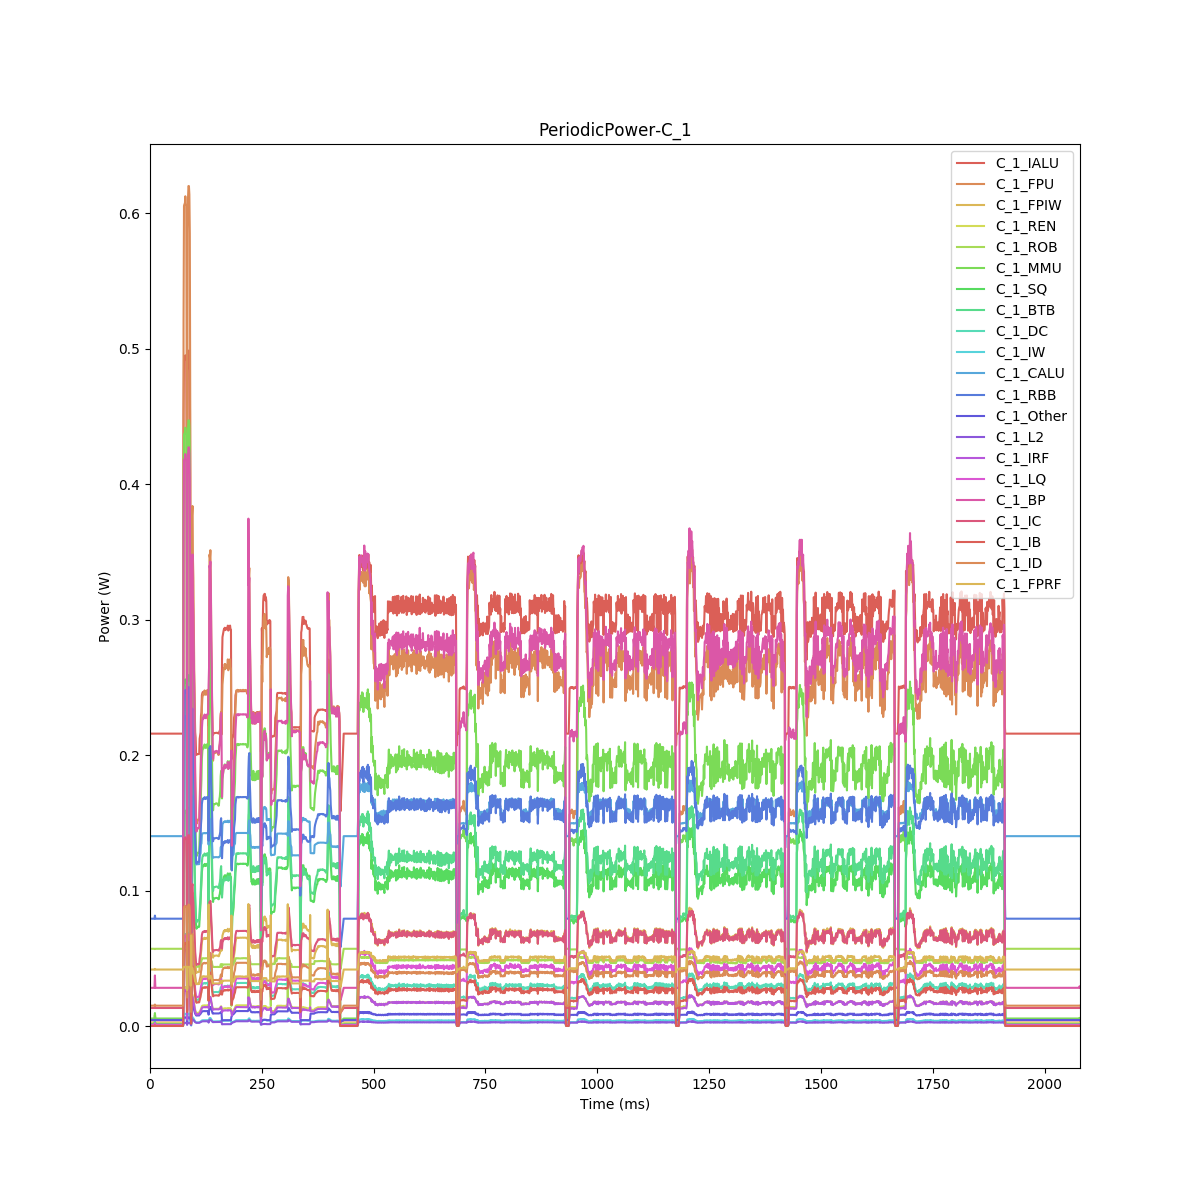 PeriodicPower-C_1
C_1_IALU
C_1_FPU
C_1_FPIW
C_1_REN
C_1_ROB
C_1_MMU
C_1_SQ
C_1_BTB
C_1_DC
C_1_IW
C_1_CALU
C_1_RBB
C_1_Other
C_1_L2
C_1_IRF
C_1_LQ
C_1_BP
C_1_IC
C_1_IB
C_1_ID
C_1_FPRF
0.6
0.5
0.4
0.3
0.2
0.1
0.0
Power (W)
0 250 500 750 1000 1250 1500 1750 2000
Time (ms)